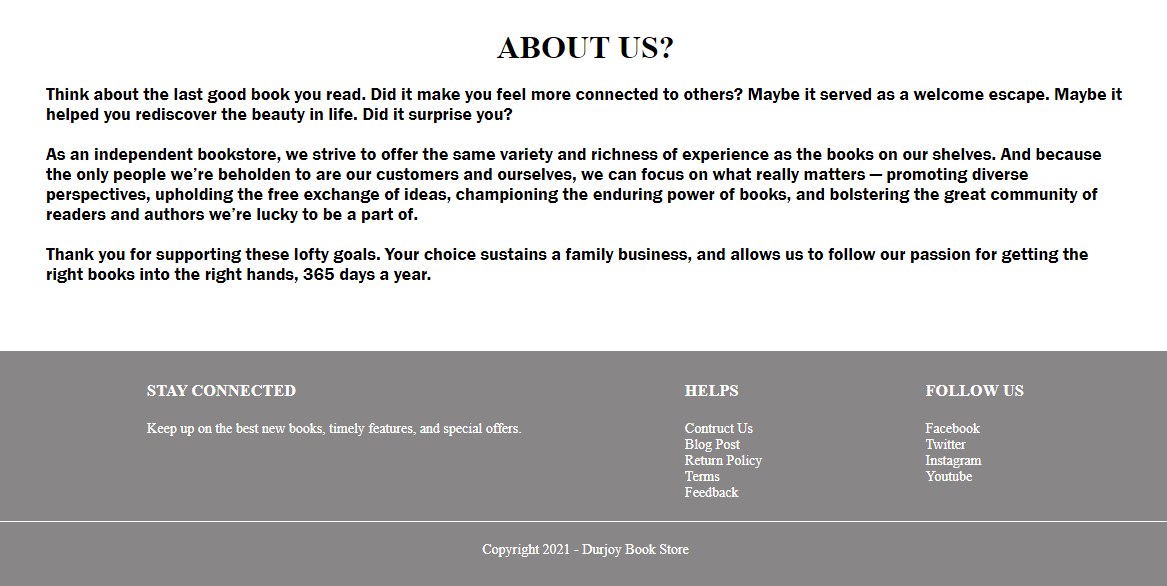 ABOUT US?
Think about the last good book you read. Did it make you feel more connected to others? Maybe it served as a welcome escape. Maybe it
helped you rediscover the beauty in life. Did it surprise you?
As an independent bookstore, we strive to offer the same variety and richness of experience as the books on our shelves. And because
the only people we’re beholden to are our customers and ourselves, we can focus on what really matters — promoting diverse
perspectives, upholding the free exchange of ideas, championing the enduring power of books, and bolstering the great community of
readers and authors we’re lucky to be a part of.
Thank you for supporting these lofty goals. Your choice sustains a family business, and allows us to follow our passion for getting the
right books into the right hands, 365 days a year.
STAY CONNECTED
Keep up on the best new books, timely features, and special offers.
HELPS
Contruct Us
Blog Post
Return Policy
Terms
Feedback
FOLLOW US
Facebook
Twitter
Instagram
Youtube
Copyright 2021 - Durjoy Book Store